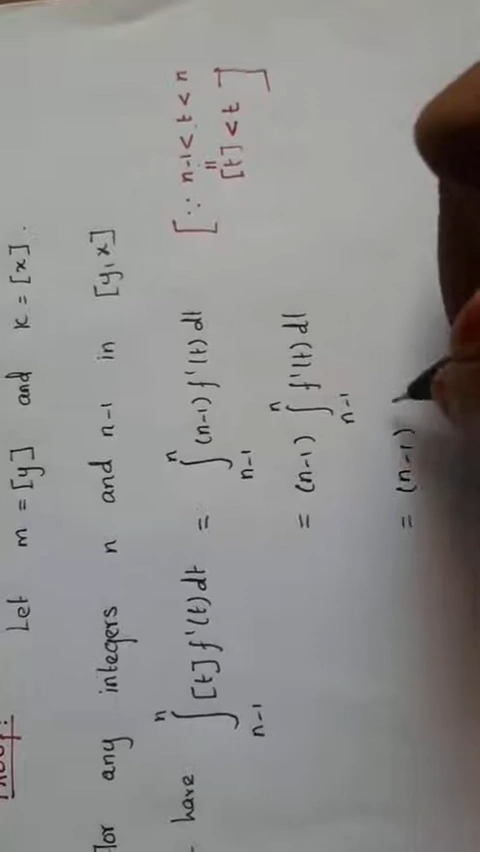 Proof:
Let m = [y] and k = [x].
For any integers n and n-1 in [y, x]
have ∫_{n-1}^{n} [t] f'(t) dt = ∫_{n-1}^{n} (n-1) f'(t) dt [∵ n-1 < t < n
" [t] < t ]
= (n-1) ∫_{n-1}^{n} f'(t) dt
= (n-1)